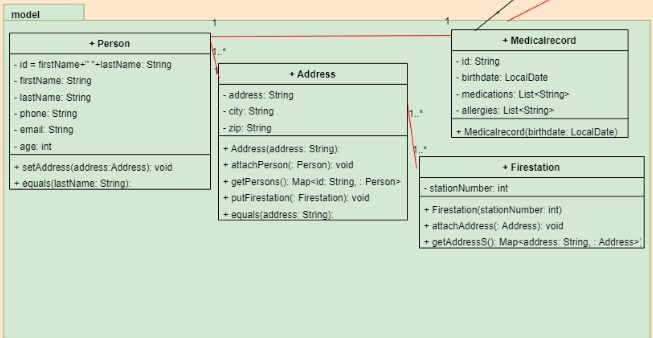 model
1
1
+ Person
- id = firstName+" "+lastName: String
- firstName: String
- lastName: String
- phone: String
- email: String
- age: int
+ setAddress(address:Address): void
+ equals(lastName: String):
1..*
1
+ Address
- address: String
- city: String
- zip: String
+ Address(address: String):
+ attachPerson(: Person): void
+ getPersons(): Map<id: String, : Person>
+ putFirestation(: Firestation): void
+ equals(address: String):
+ Medicalrecord
- id: String
- birthdate: LocalDate
- medications: List<String>
- allergies: List<String>
+ Medicalrecord(birthdate: LocalDate)
1..*
1..*
+ Firestation
- stationNumber: int
+ Firestation(stationNumber: int)
+ attachAddress(: Address): void
+ getAddressS(): Map<address: String, : Address>